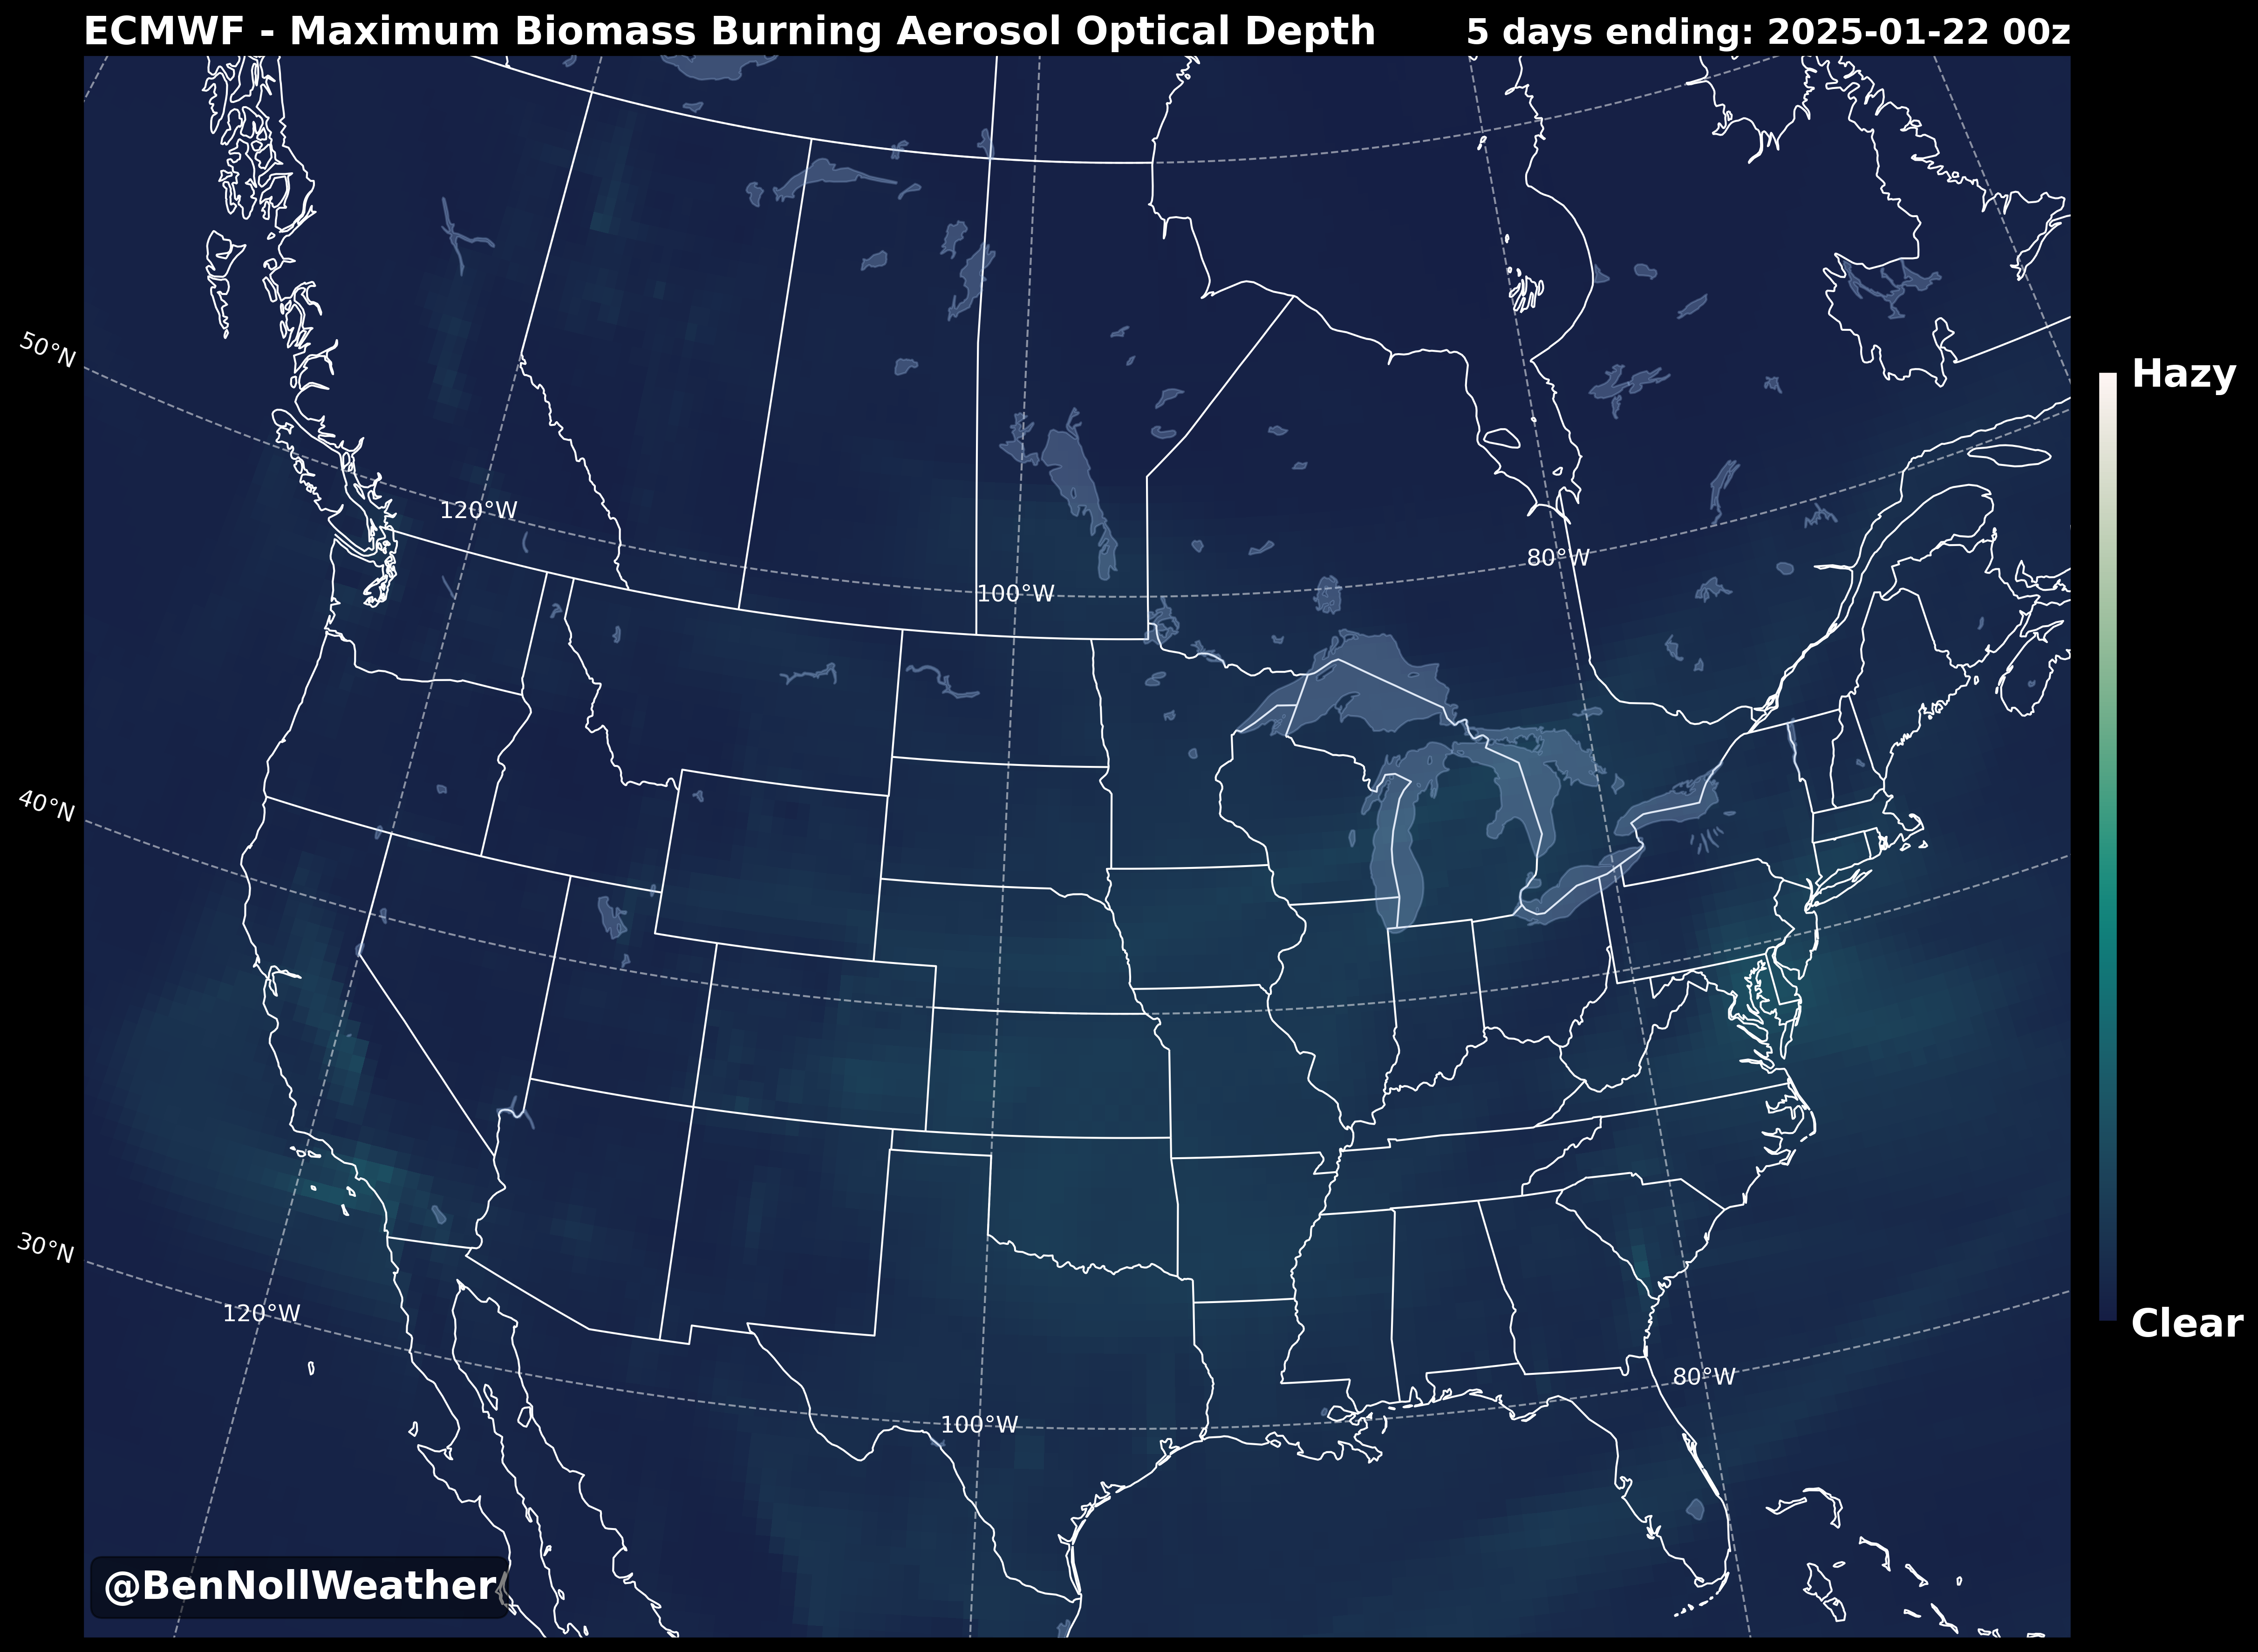 ECMWF - Maximum Biomass Burning Aerosol Optical Depth
5 days ending: 2025-01-22 00z
50°N
Hazy
120°W
80°W
100°W
40°N
30°N
120°W
Clear
80°W
100°W
@BenNollWeather